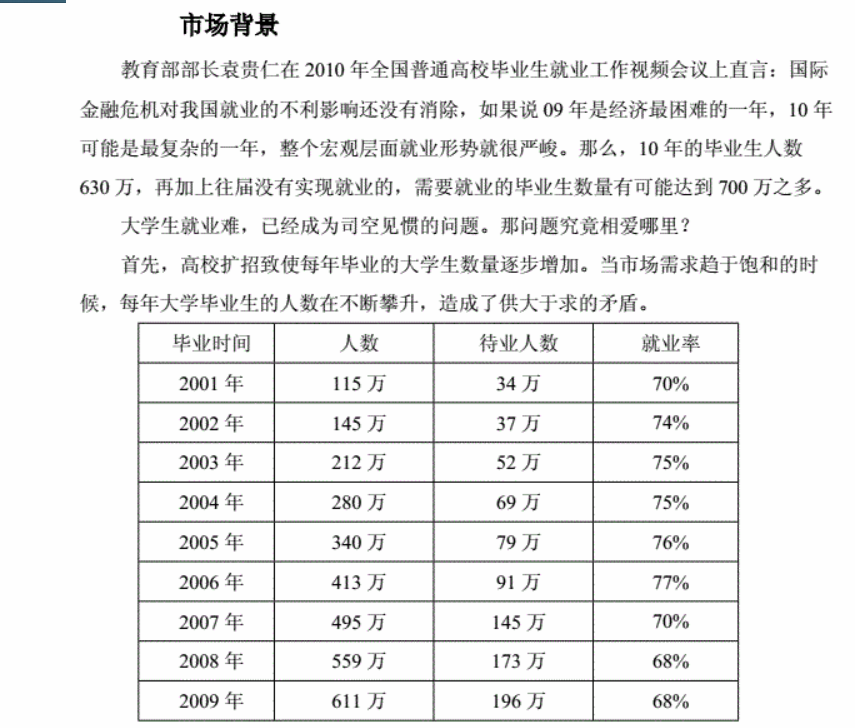 市场背景
教育部部长袁贵仁在 2010 年全国普通高校毕业生就业工作视频会议上直言：国际
金融危机对我国就业的不利影响还没有消除，如果说 09 年是经济最困难的一年，10 年
可能是最复杂的一年，整个宏观层面就业形势就很严峻。那么，10 年的毕业生人数
630 万，再加上往届没有实现就业的，需要就业的毕业生数量有可能达到 700 万之多。
大学生就业难，已经成为司空见惯的问题。那问题究竟相爱哪里？
首先，高校扩招致使每年毕业的大学生数量逐步增加。当市场需求趋于饱和的时
候，每年大学毕业生的人数在不断攀升，造成了供大于求的矛盾。
毕业时间 人数 待业人数 就业率
2001 年 115 万 34 万 70%
2002 年 145 万 37 万 74%
2003 年 212 万 52 万 75%
2004 年 280 万 69 万 75%
2005 年 340 万 79 万 76%
2006 年 413 万 91 万 77%
2007 年 495 万 145 万 70%
2008 年 559 万 173 万 68%
2009 年 611 万 196 万 68%